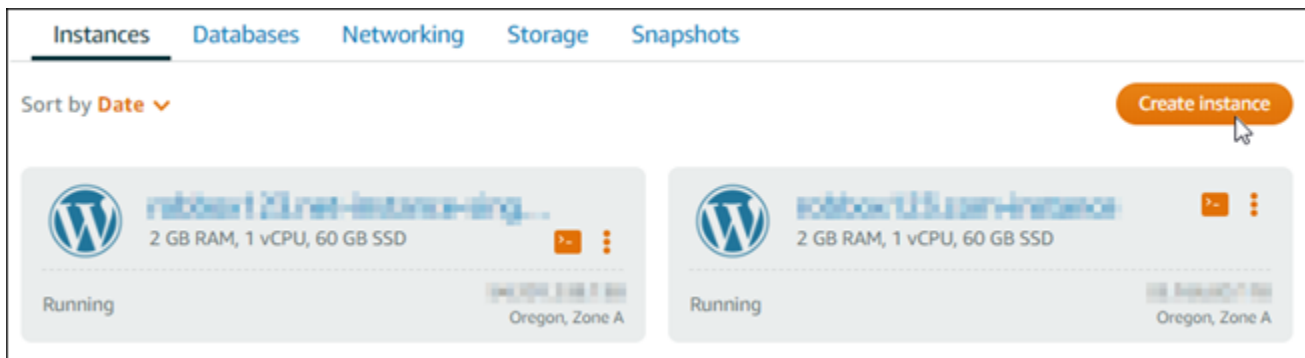 Instances Databases Networking Storage Snapshots
Sort by Date
Create instance
2 GB RAM, 1 vCPU, 60 GB SSD
Running
Oregon, Zone A
2 GB RAM, 1 vCPU, 60 GB SSD
Running
Oregon, Zone A